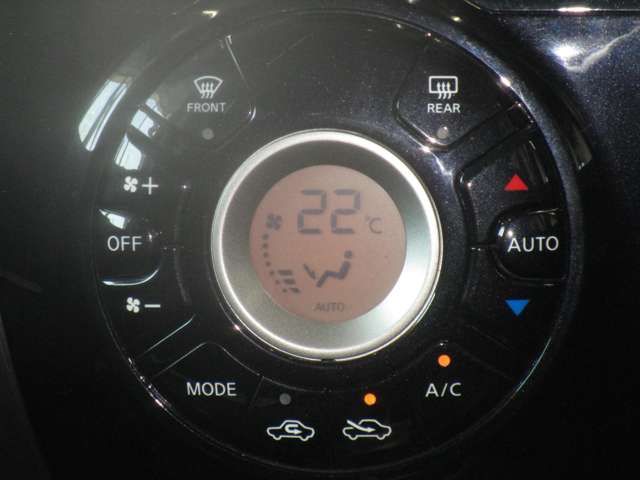 FRONT
REAR
22°C
OFF
AUTO
AUTO
MODE
A/C